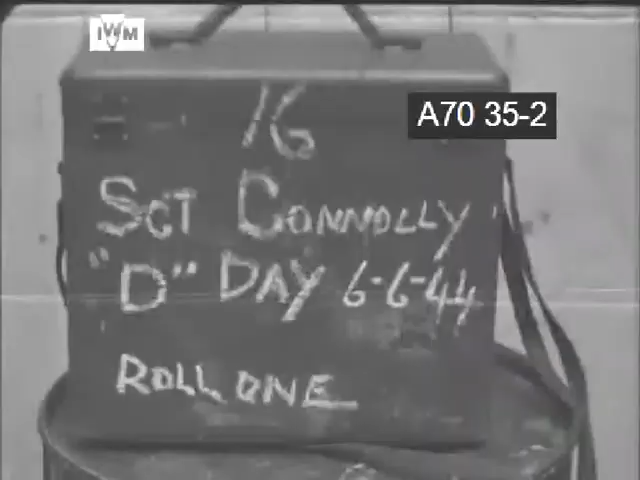 IWM
A70 35-2
16
SGT CONNOLLY
"D" DAY 6-6-44
ROLL ONE